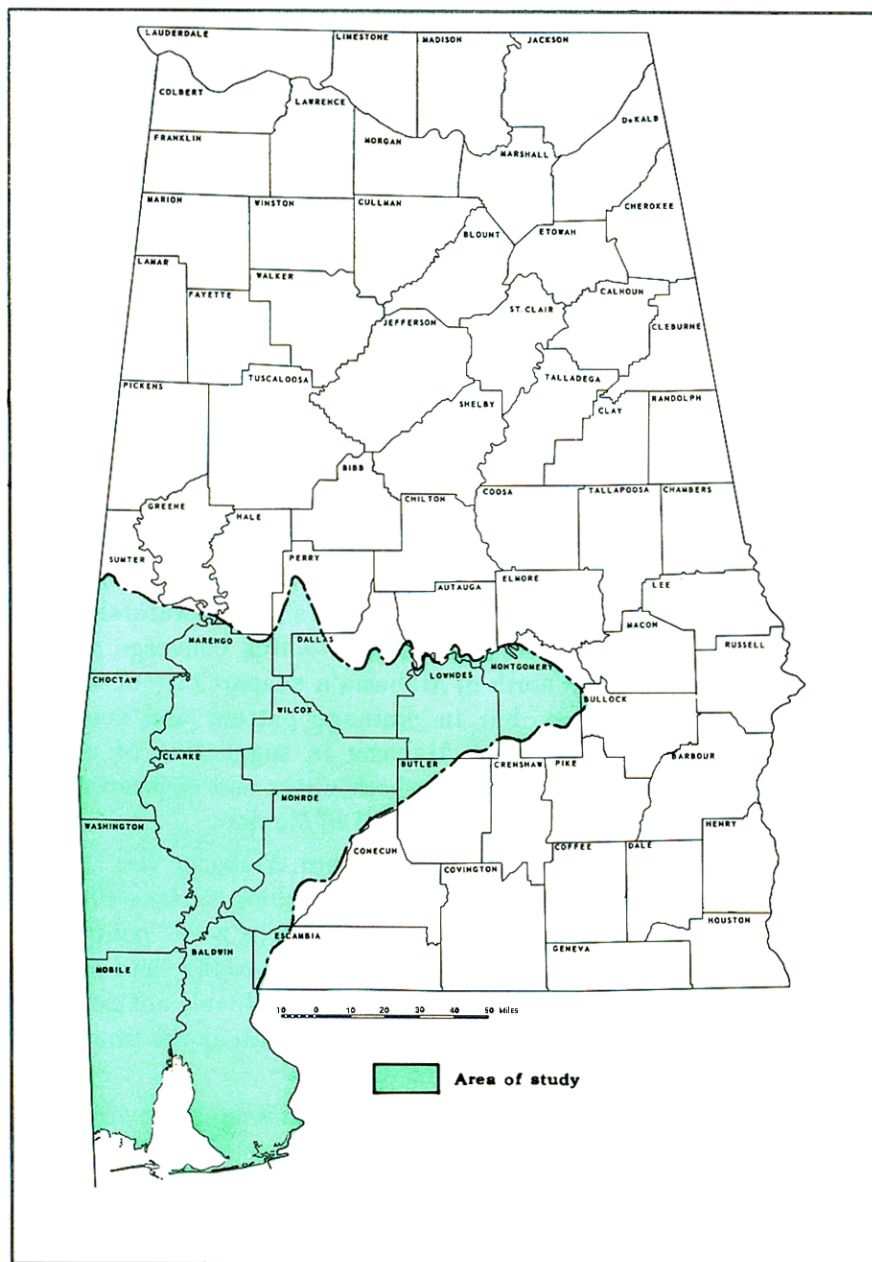 LAUDERDALE
LIMESTONE
MADISON
JACKSON
COLBERT
LAWRENCE
DeKALB
FRANKLIN
MORGAN
MARSHALL
MARION
WINSTON
CULLMAN
CHEROKEE
BLOUNT
ETOWAH
LAMAR
WALKER
FAYETTE
CALHOUN
ST. CLAIR
JEFFERSON
CLEBURNE
TUSCALOOSA
TALLADEGA
PICKENS
SHELBY
CLAY
RANDOLPH
BIBB
COOSA
TALLAPOOSA
CHAMBERS
CHILTON
GREENE
HALE
SUMTER
PERRY
AUTAUGA
ELMORE
LEE
MACON
MARENGO
DALLAS
RUSSELL
MONTGOMERY
LOWNDES
CHOCTAW
BULLOCK
WILCOX
CLARKE
BUTLER
CRENSHAW
PIKE
BARBOUR
MONROE
WASHINGTON
HENRY
CONECUH
COFFEE
DALE
COVINGTON
HOUSTON
ESCAMBIA
BALDWIN
GENEVA
MOBILE
10 0 10 20 30 40 50 MILES
Area of study